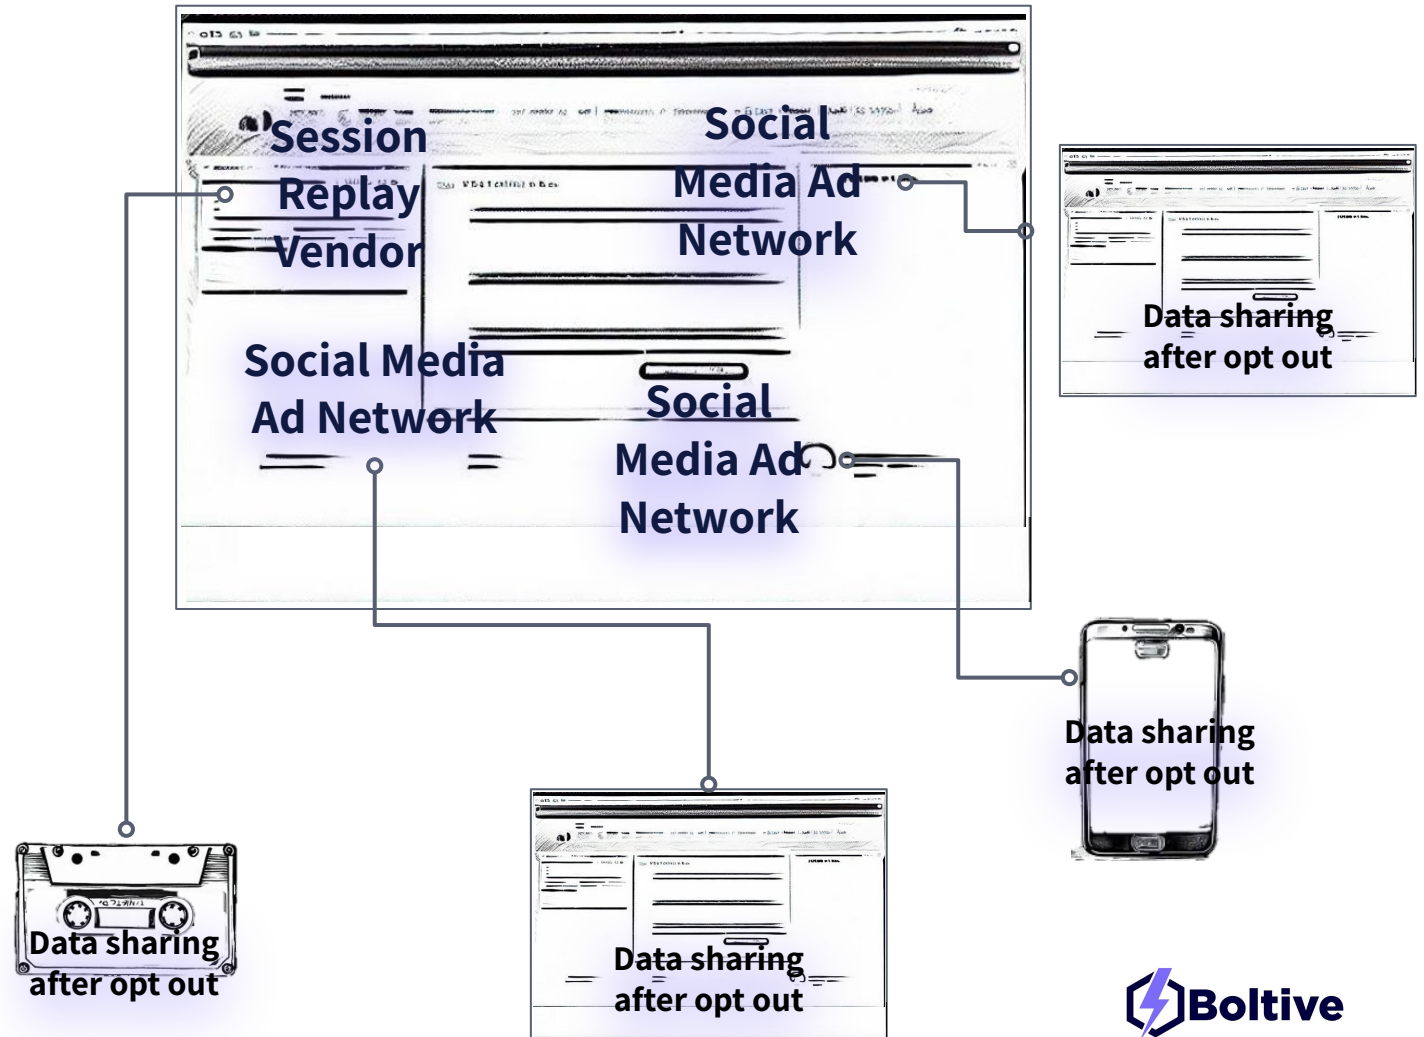 Session
Replay
Vendor
Social
Media Ad
Network
Social Media
Ad Network
Social
Media Ad
Network
Data sharing
after opt out
Data sharing
after opt out
Data sharing
after opt out
Data sharing
after opt out
Boltive